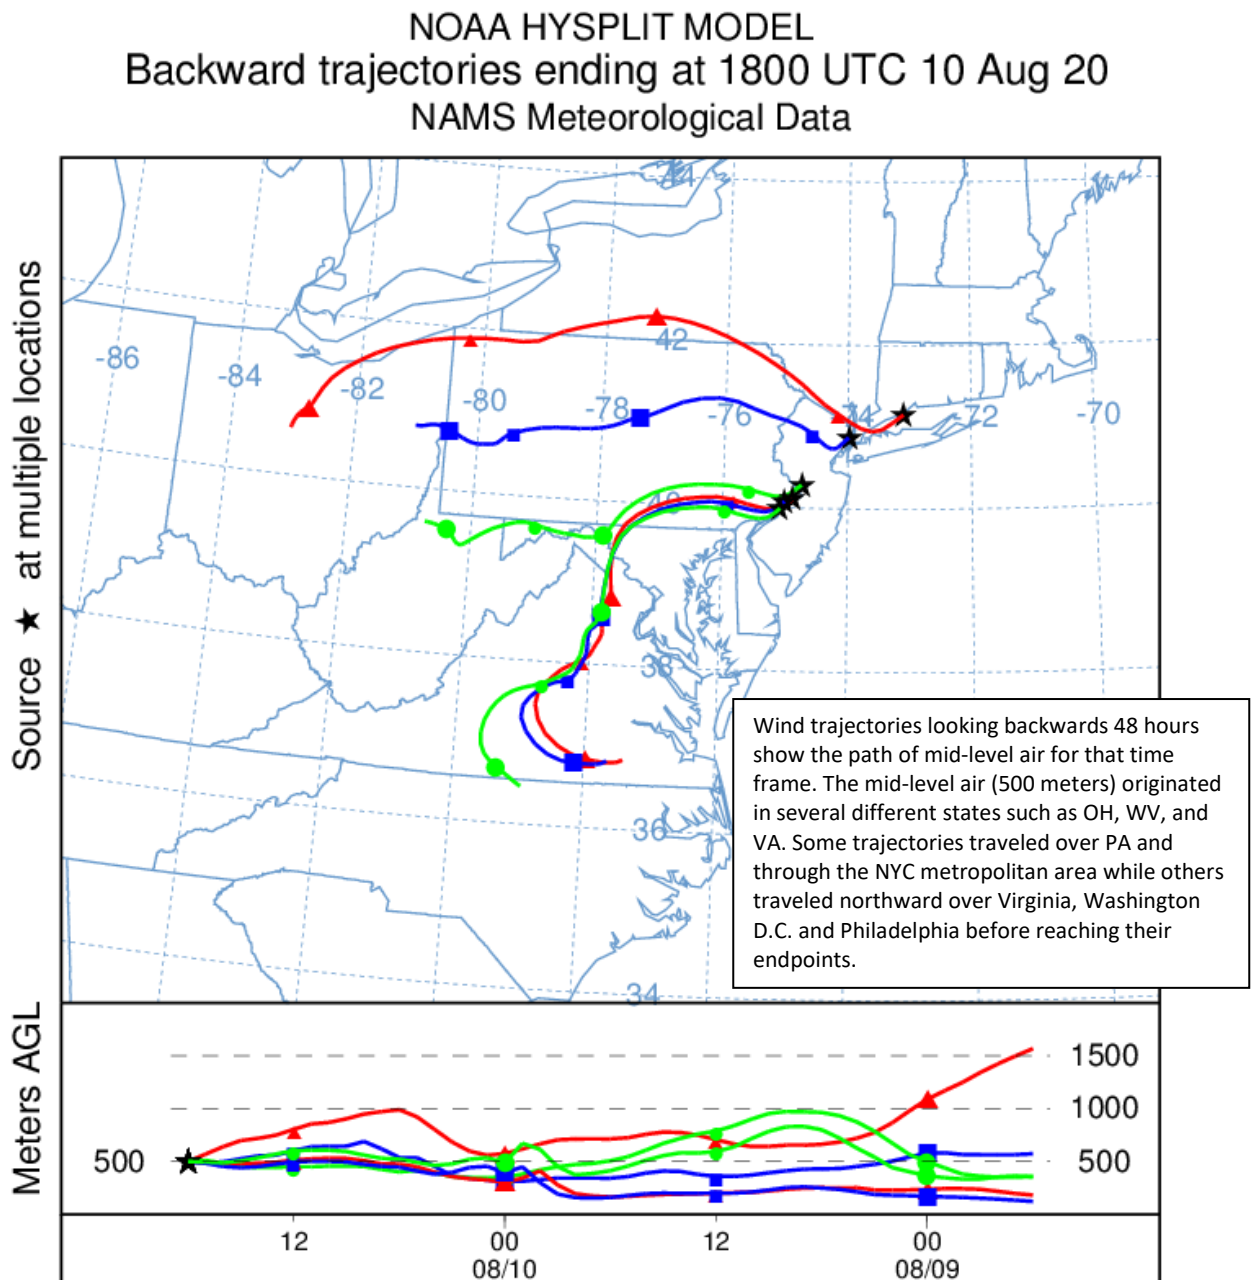 NOAA HYSPLIT MODEL
Backward trajectories ending at 1800 UTC 10 Aug 20
NAMS Meteorological Data
Source ★ at multiple locations
44
42
-86
-84
-82
-80
-78
-76
-74
-72
-70
40
38
36
34
Wind trajectories looking backwards 48 hours
show the path of mid-level air for that time
frame. The mid-level air (500 meters) originated
in several different states such as OH, WV, and
VA. Some trajectories traveled over PA and
through the NYC metropolitan area while others
traveled northward over Virginia, Washington
D.C. and Philadelphia before reaching their
endpoints.
Meters AGL
1500
1000
500
500
12
00
12
00
08/10
08/09